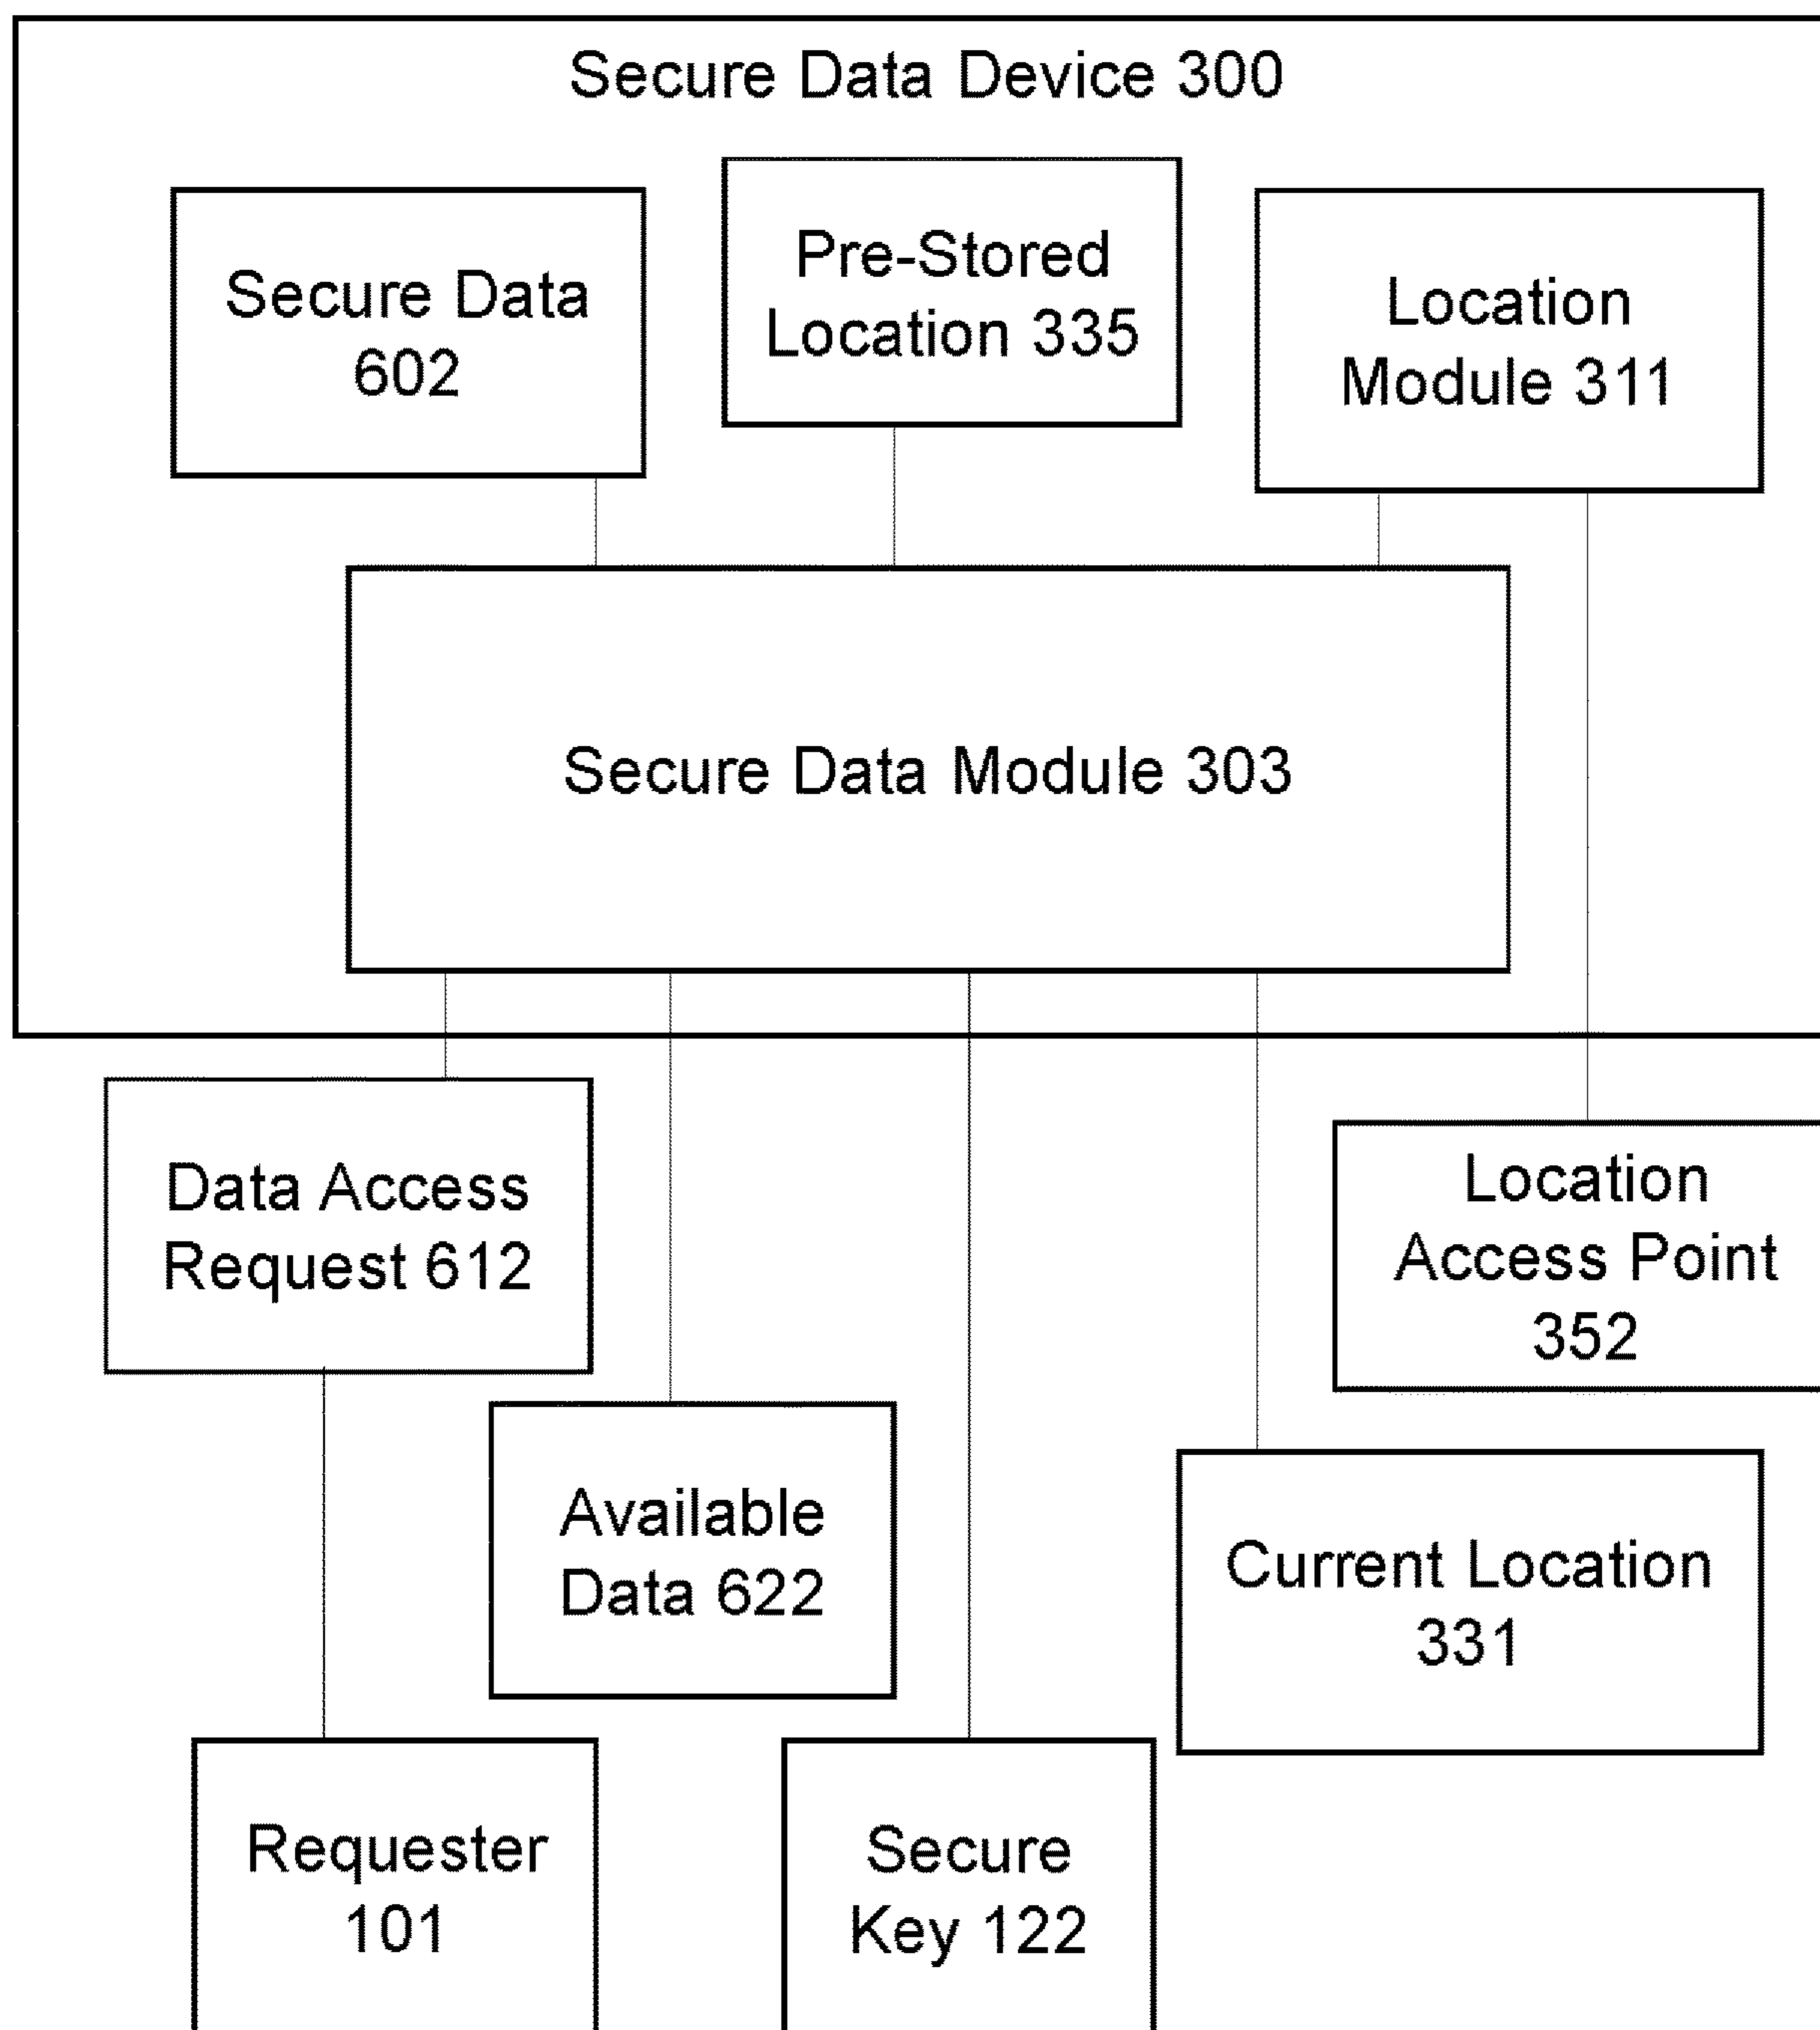 Secure Data Device 300
Secure Data
602
Pre-Stored
Location 335
Location
Module 311
Secure Data Module 303
Data Access
Request 612
Location
Access Point
352
Available
Data 622
Current Location
331
Requester
101
Secure
Key 122